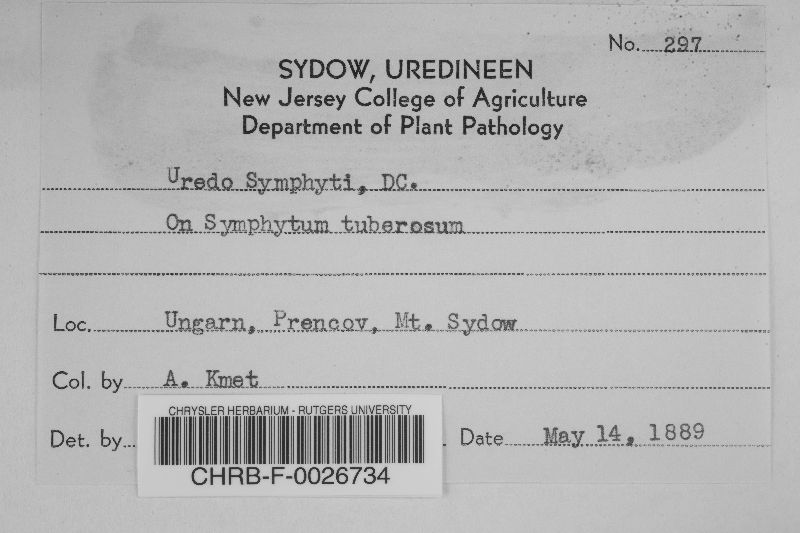 No. 297
SYDOW, UREDINEEN
New Jersey College of Agriculture
Department of Plant Pathology
Uredo Symphyti, DC.
On Symphytum tuberosum
Loc. Ungarn, Prencov, Mt. Sydow
Col. by A. Kmet
Det. by
Date May 14, 1889
CHRYSLER HERBARIUM - RUTGERS UNIVERSITY
CHRB-F-0026734